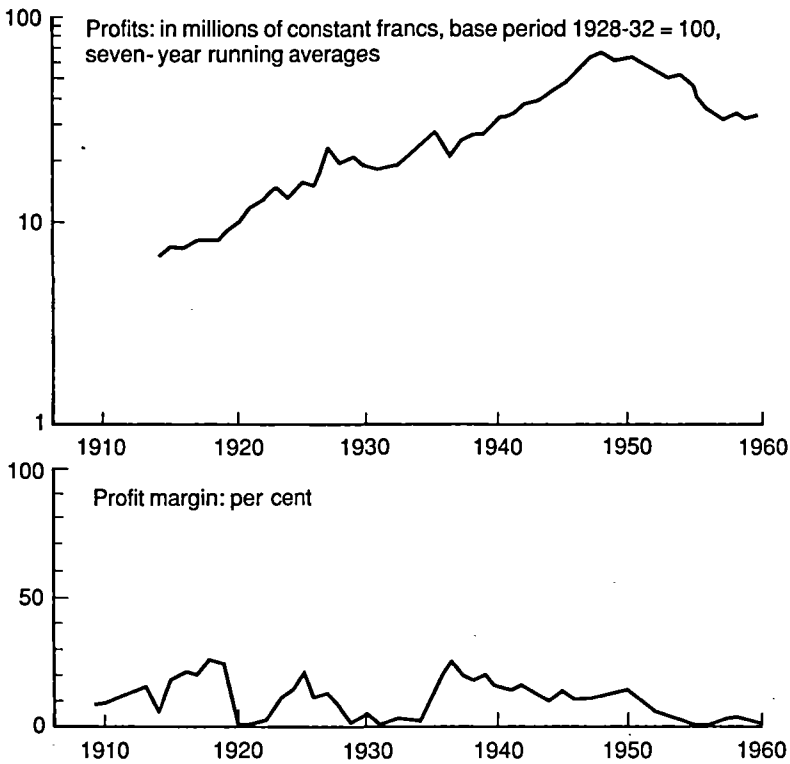 100
Profits: in millions of constant francs, base period 1928-32 = 100,
seven-year running averages
10
1
1910 1920 1930 1940 1950 1960
100
Profit margin: per cent
50
0
1910 1920 1930 1940 1950 1960